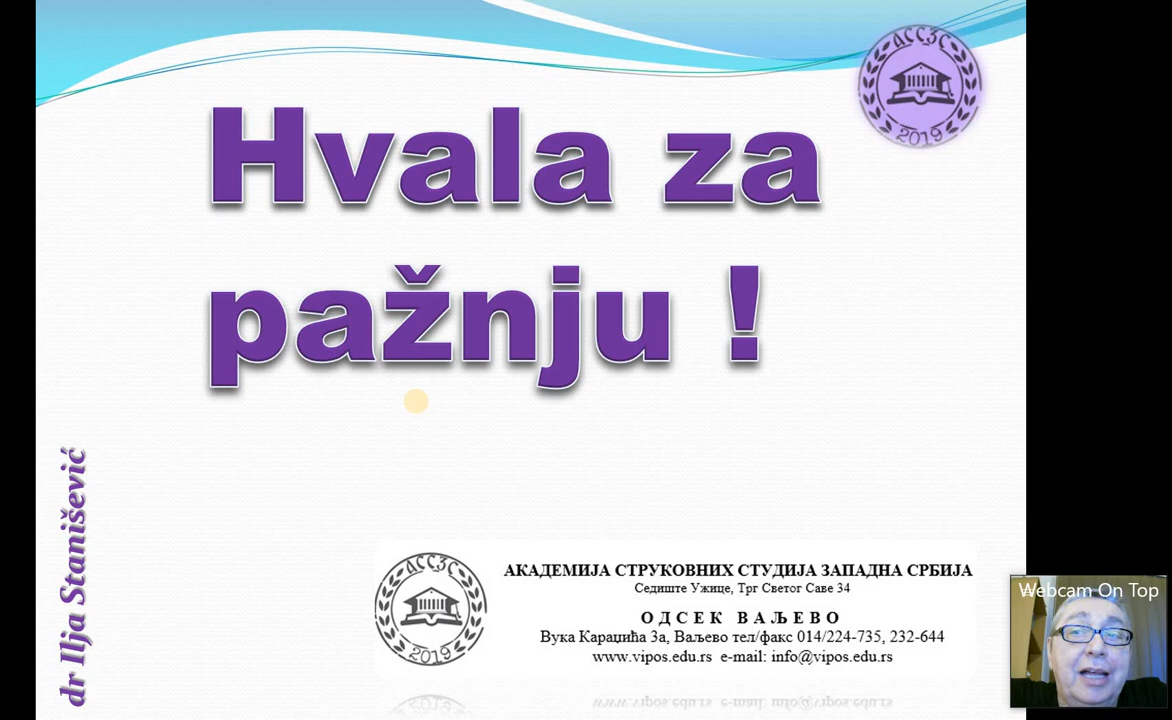 АССЗС
2019
Hvala za
pažnju !
dr Ilja Stanišević
АССЗС
2019
АКАДЕМИЈА СТРУКОВНИХ СТУДИЈА ЗАПАДНА СРБИЈА
Седиште Ужице, Трг Светог Саве 34
ОДСЕК ВАЉЕВО
Вука Караџића 3а, Ваљево тел/факс 014/224-735, 232-644
www.vipos.edu.rs e-mail: info@vipos.edu.rs
Webcam On Top